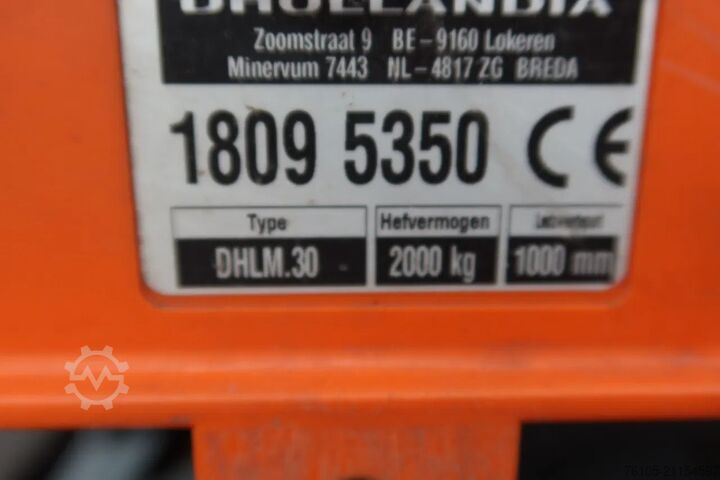 DHOLLANDIA
Zoomstraat 9 BE-9160 Lokeren
Minervum 7443 NL-4817 ZG BREDA
1809 5350 CE
Type Hefvermogen
DHLM.30 2000 kg 1000 mm